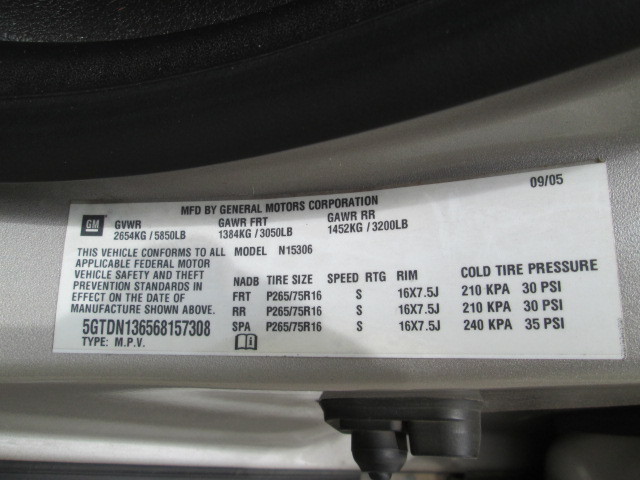 MFD BY GENERAL MOTORS CORPORATION 09/05
GM GVWR GAWR FRT GAWR RR
2654KG / 5850LB 1384KG / 3050LB 1452KG / 3200LB
THIS VEHICLE CONFORMS TO ALL MODEL N15306
APPLICABLE FEDERAL MOTOR
VEHICLE SAFETY AND THEFT
PREVENTION STANDARDS IN
EFFECT ON THE DATE OF
MANUFACTURE SHOWN ABOVE.
5GTDN136568157308
TYPE: M.P.V.
NADB TIRE SIZE SPEED RTG RIM COLD TIRE PRESSURE
FRT P265/75R16 S 16X7.5J 210 KPA 30 PSI
RR P265/75R16 S 16X7.5J 210 KPA 30 PSI
SPA P265/75R16 S 16X7.5J 240 KPA 35 PSI